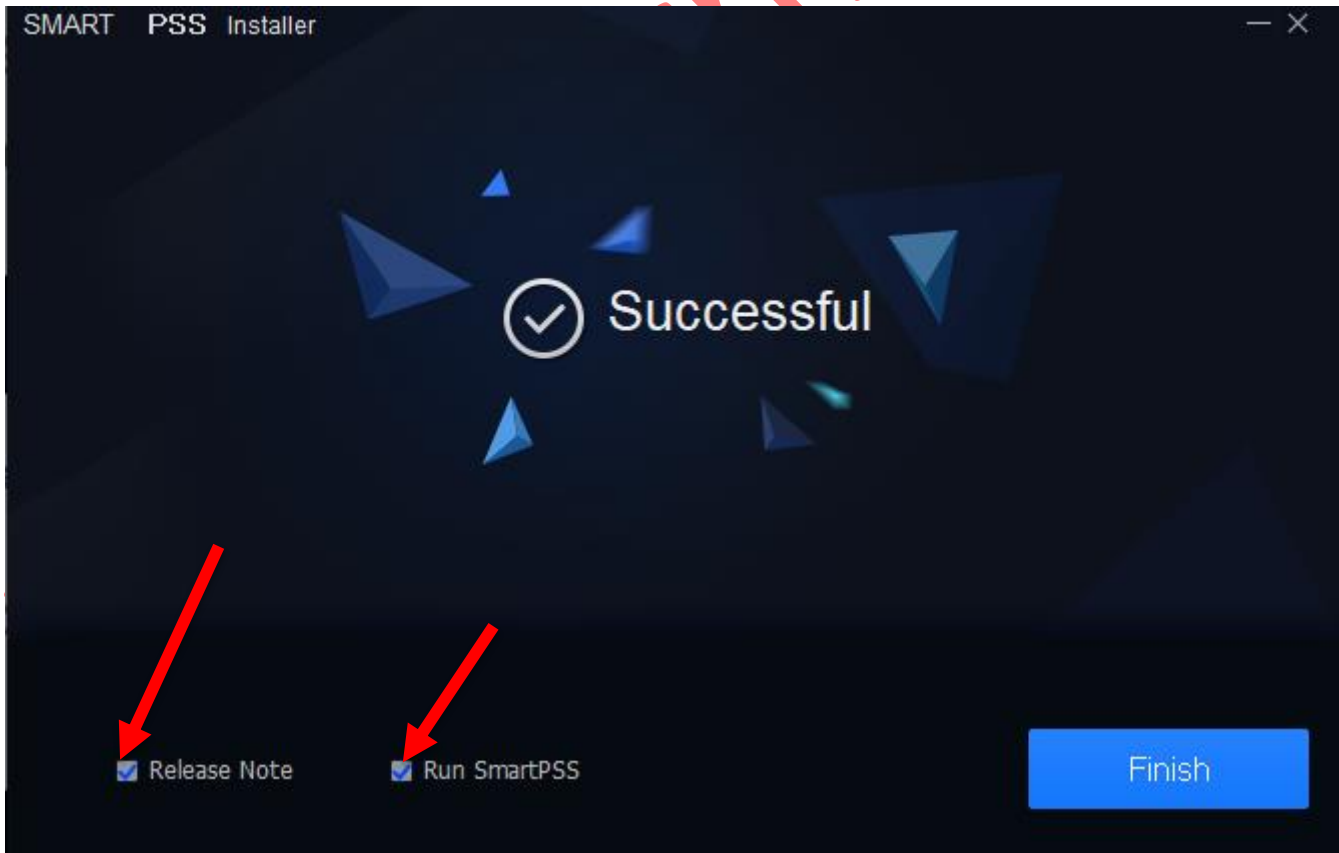 SMART PSS Installer
Successful
Release Note
Run SmartPSS
Finish